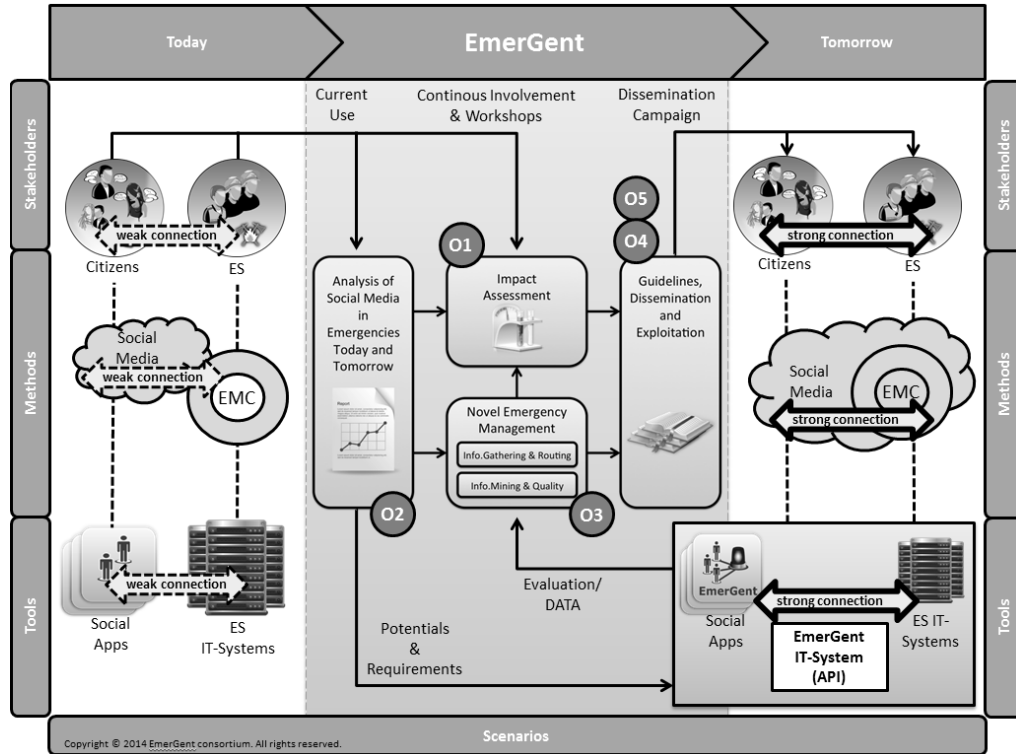 Today
EmerGent
Tomorrow
Stakeholders
Methods
Tools
Current
Use
Continous Involvement
& Workshops
Dissemination
Campaign
weak connection
Citizens
ES
Social
Media
weak connection
EMC
weak connection
Social
Apps
ES
IT-Systems
O1
O5
O4
Analysis of
Social Media
in
Emergencies
Today and
Tomorrow
Report
O2
Impact
Assessment
Novel Emergency
Management
Info.Gathering & Routing
Info.Mining & Quality
O3
Guidelines,
Dissemination
and
Exploitation
Evaluation/
DATA
Potentials
&
Requirements
strong connection
Citizens
ES
Social
Media
EMC
strong connection
EmerGent
strong connection
Social
Apps
ES IT-
Systems
EmerGent
IT-System
(API)
Stakeholders
Methods
Tools
Scenarios
Copyright © 2014 EmerGent consortium. All rights reserved.